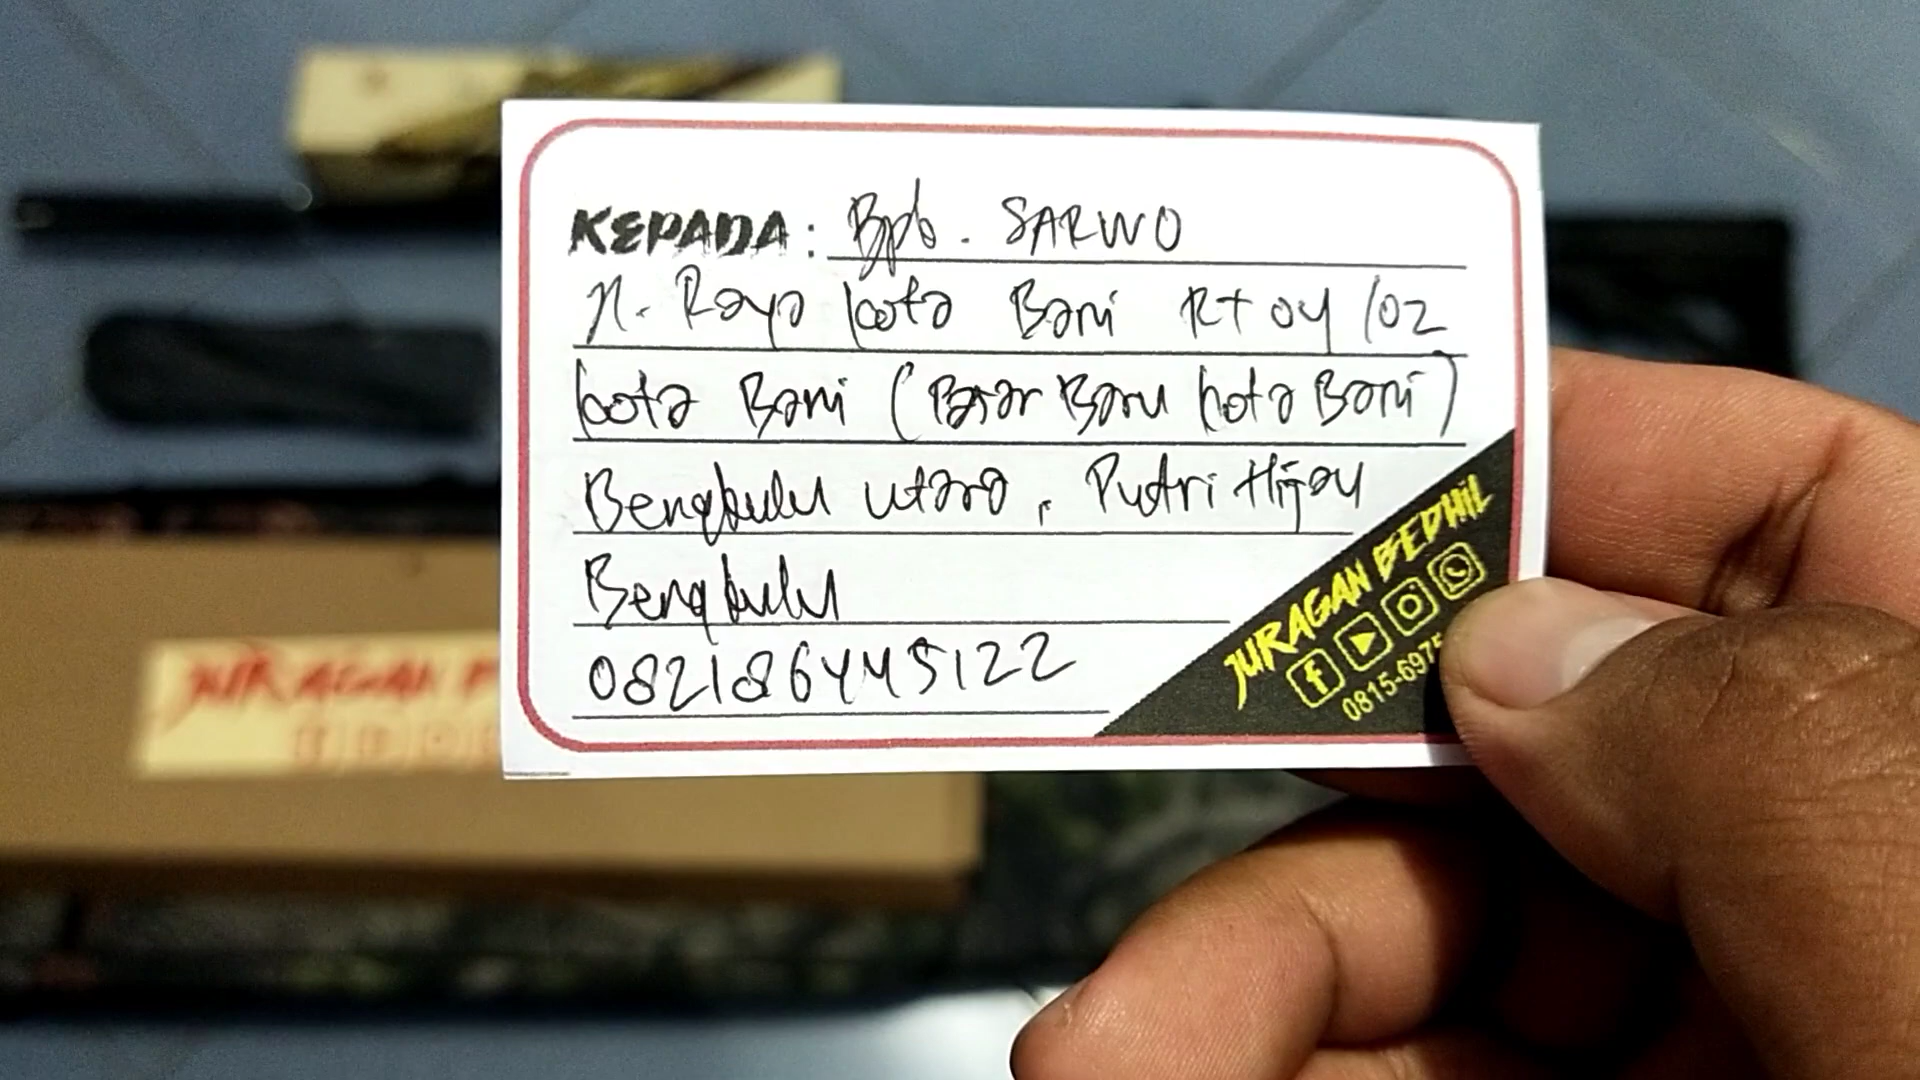 KEPADA: Bpk. SARWO
Jl. Raya kota Bani Rt 04 /02
kota Bani (Pasar Baru kota Bani)
Bengkulu utara, Putri Hijau
Bengkulu
082186445122
JURAGAN BEDHIL
0815-6975
JURAGAN